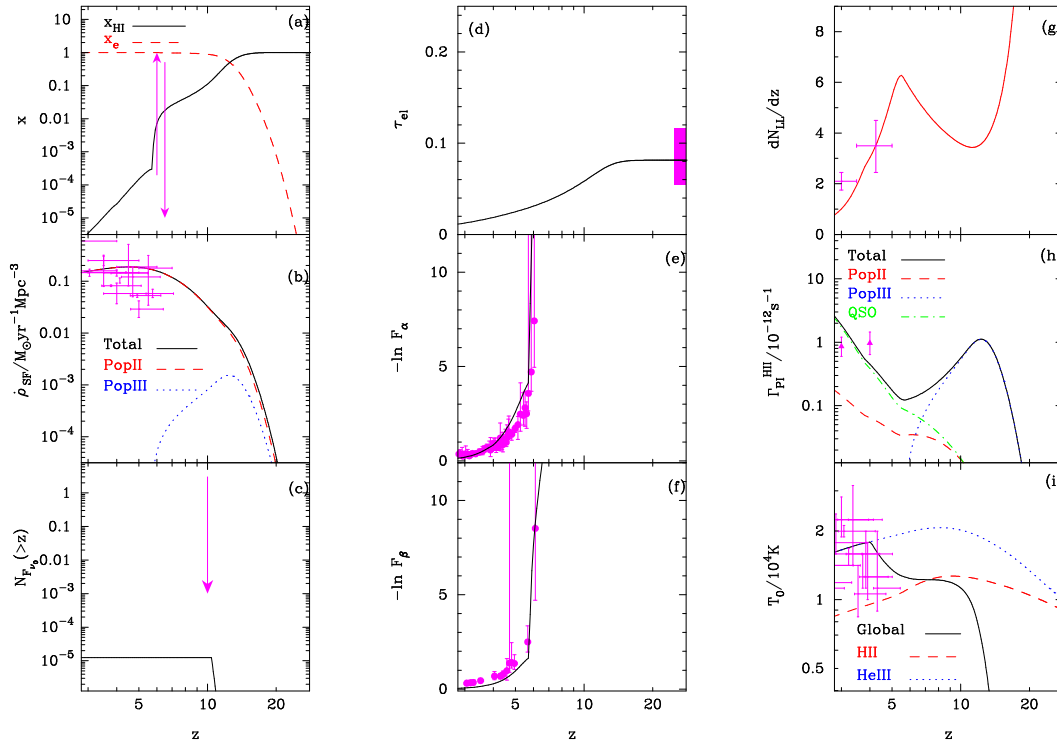 (a)
x_HI
x_e
10
1
0.1
0.01
10⁻³
10⁻⁴
10⁻⁵
x
(b)
0.1
0.01
10⁻³
10⁻⁴
ρ̇_SF/M_⊙yr⁻¹Mpc⁻³
Total
PopII
PopIII
(c)
1
0.1
0.01
10⁻³
10⁻⁴
10⁻⁵
N_F_ν₀(>z)
5
10
20
z
(d)
0.2
0.1
0
τ_el
(e)
10
5
0
−ln F_α
(f)
10
5
0
−ln F_β
5
10
20
z
(g)
8
6
4
2
0
dN_LL/dz
(h)
Total
PopII
PopIII
QSO
10
1
0.1
Γ_PI^HII/10⁻¹²s⁻¹
(i)
2
1
0.5
T₀/10⁴K
Global
HII
HeIII
5
10
20
z